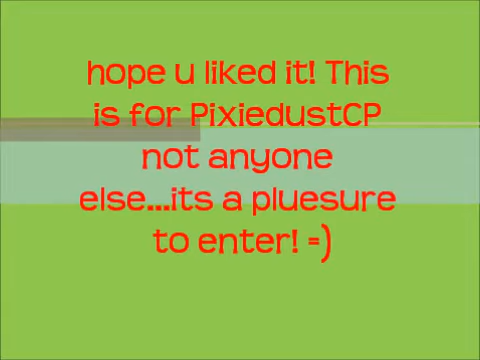 hope u liked it! This
is for PixiedustCP
not anyone
else...its a pluesure
to enter! =)